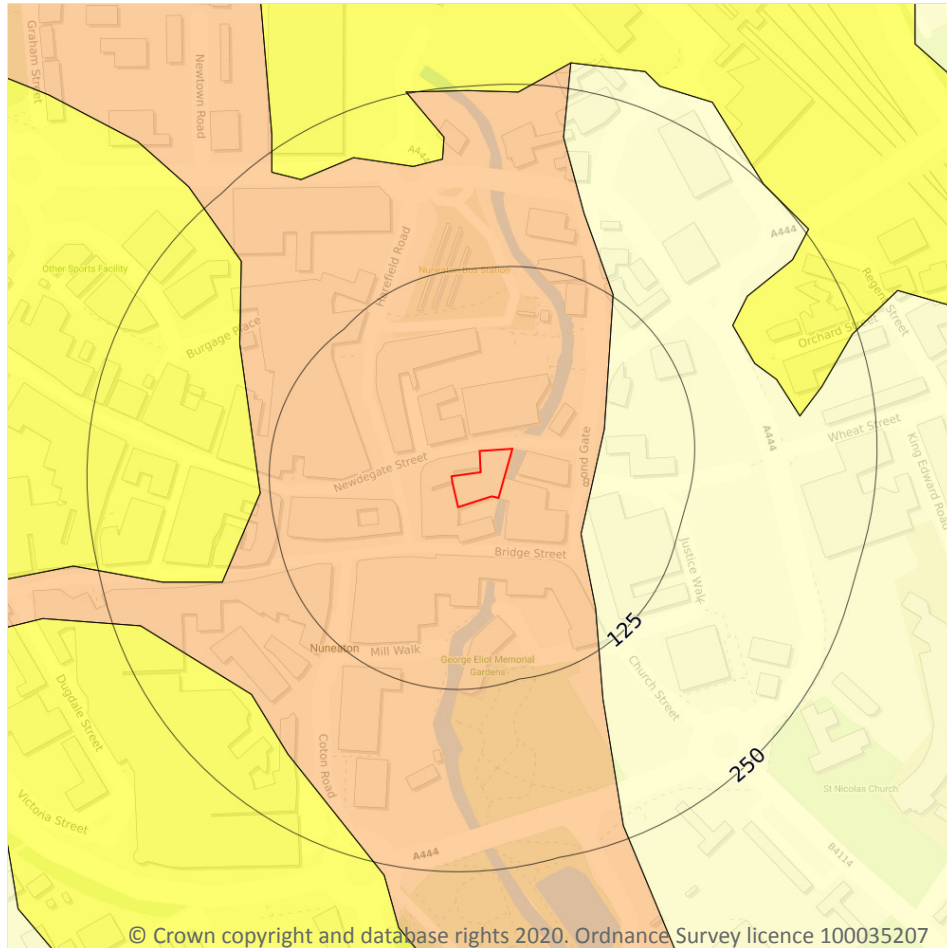 Graham Street
Newtown Road
A444
A444
Other Sports Facility
Harefield Road
Nuneaton Bus Station
Regent Street
Burgage Place
Orchard Street
A444
Wheat Street
King Edward Road
Newdegate Street
ond Gate
Bridge Street
Justice Walk
125
Nuneaton
Mill Walk
George Eliot Memorial
Gardens
Church Street
Dugdale Street
Coton Road
250
St Nicolas Church
Victoria Street
A444
B4114
© Crown copyright and database rights 2020. Ordnance Survey licence 100035207